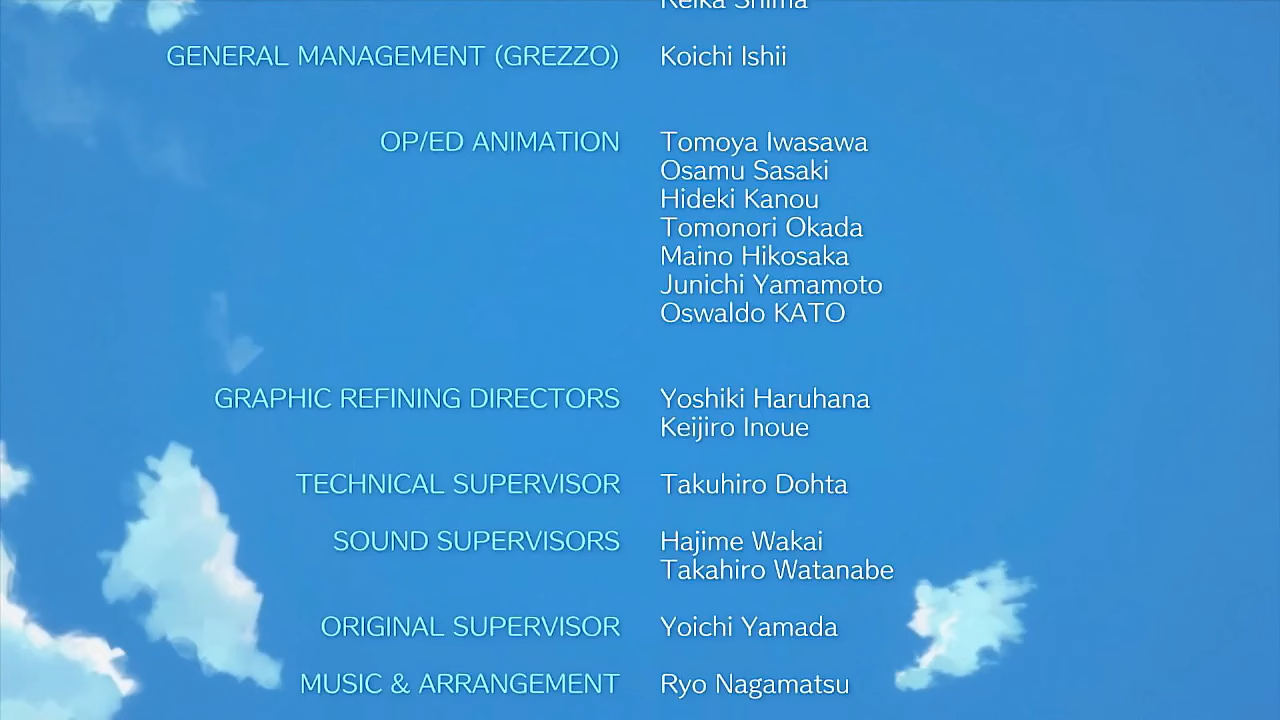 Keika Shima
GENERAL MANAGEMENT (GREZZO) Koichi Ishii
OP/ED ANIMATION Tomoya Iwasawa
Osamu Sasaki
Hideki Kanou
Tomonori Okada
Maino Hikosaka
Junichi Yamamoto
Oswaldo KATO
GRAPHIC REFINING DIRECTORS Yoshiki Haruhana
Keijiro Inoue
TECHNICAL SUPERVISOR Takuhiro Dohta
SOUND SUPERVISORS Hajime Wakai
Takahiro Watanabe
ORIGINAL SUPERVISOR Yoichi Yamada
MUSIC & ARRANGEMENT Ryo Nagamatsu